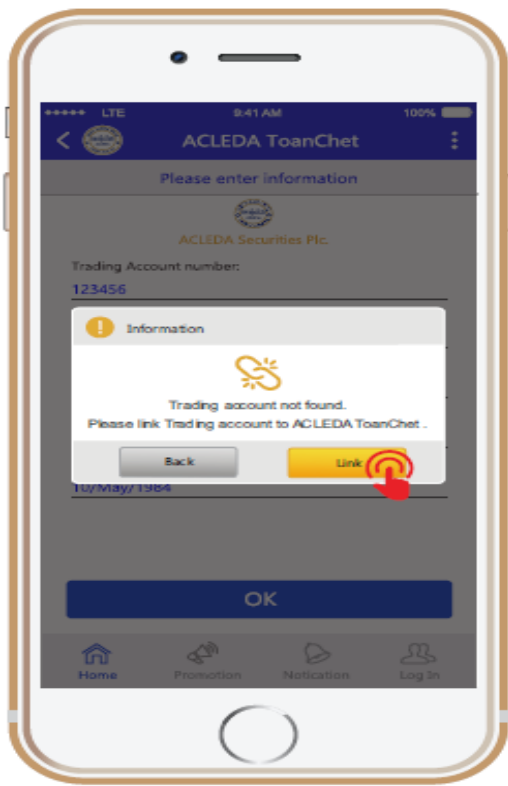 LTE 9:41 AM 100%
ACLEDA ToanChet
Please enter information
ACLEDA Securities Plc.
Trading Account number:
123456
Information
Trading account not found.
Please link Trading account to ACLEDA ToanChet .
Back Link
10/May/1984
OK
Home Promotion Notication Log In